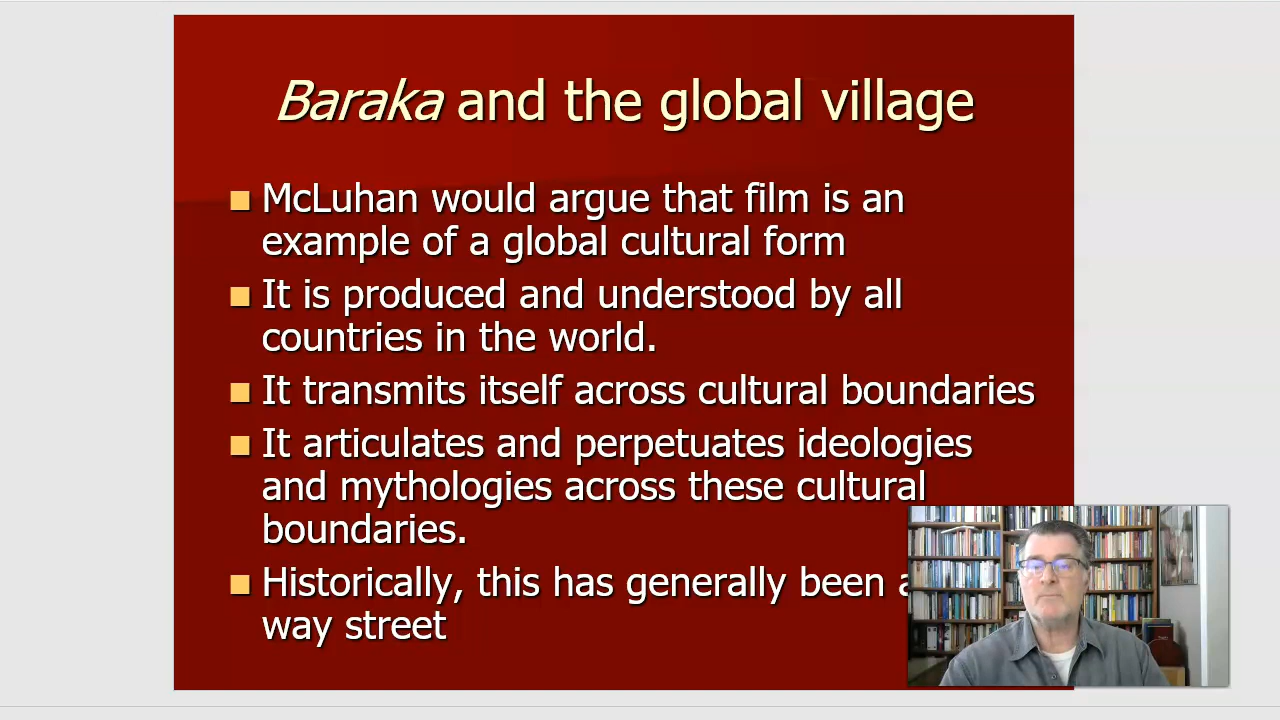 Baraka and the global village
McLuhan would argue that film is an
example of a global cultural form
It is produced and understood by all
countries in the world.
It transmits itself across cultural boundaries
It articulates and perpetuates ideologies
and mythologies across these cultural
boundaries.
Historically, this has generally been
way street